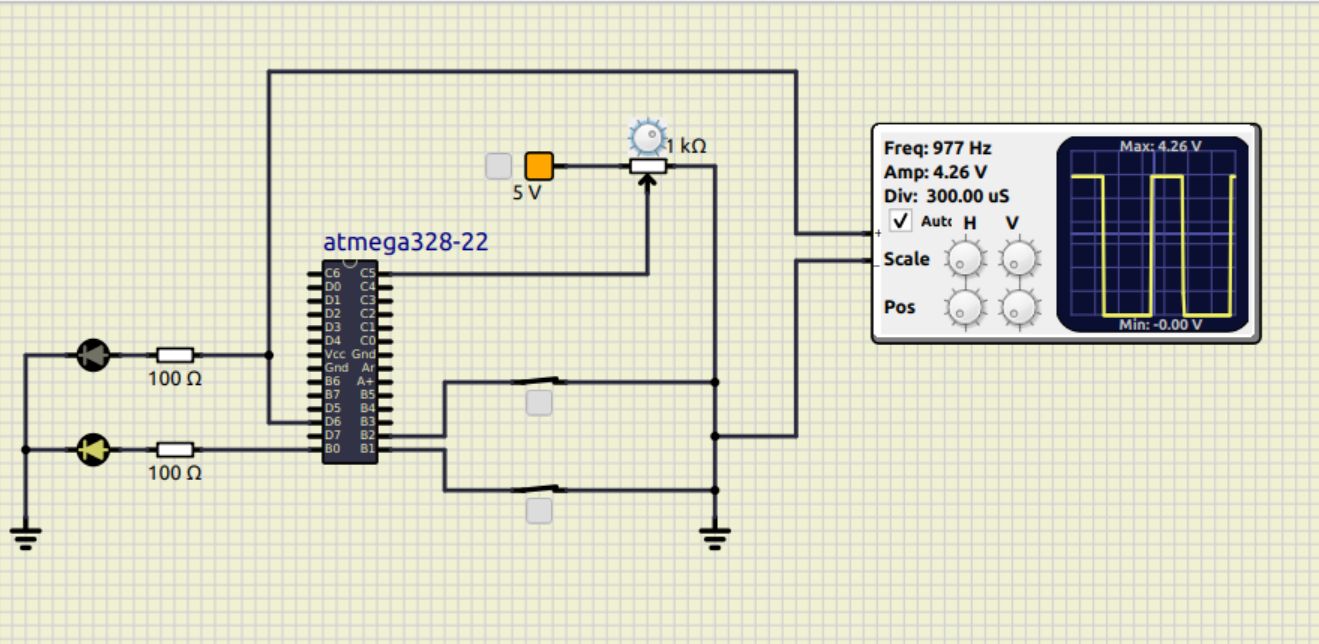 1 kΩ
5 V
atmega328-22
C6 C5
D0 C4
D1 C3
D2 C2
D3 C1
D4 C0
Vcc Gnd
Gnd Ar
B6 A+
B7 B5
D5 B4
D6 B3
D7 B2
B0 B1
100 Ω
100 Ω
Freq: 977 Hz
Amp: 4.26 V
Div: 300.00 uS
✓ Auto H V
Scale
Pos
+
-
Max: 4.26 V
Min: -0.00 V